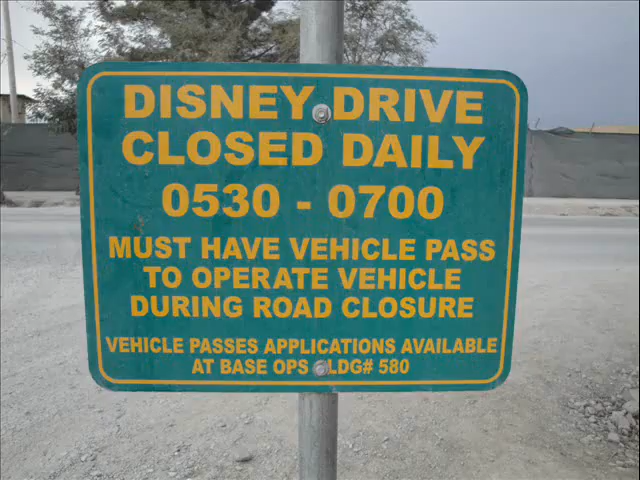 DISNEY DRIVE
CLOSED DAILY
0530 - 0700
MUST HAVE VEHICLE PASS
TO OPERATE VEHICLE
DURING ROAD CLOSURE
VEHICLE PASSES APPLICATIONS AVAILABLE
AT BASE OPS BLDG# 580